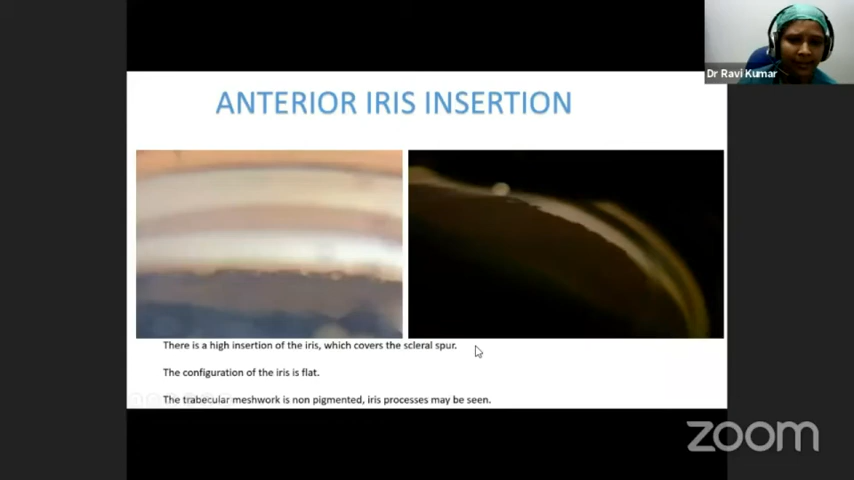 Dr Ravi Kumar
ANTERIOR IRIS INSERTION
There is a high insertion of the iris, which covers the scleral spur.
The configuration of the iris is flat.
The trabecular meshwork is non pigmented, iris processes may be seen.
zoom